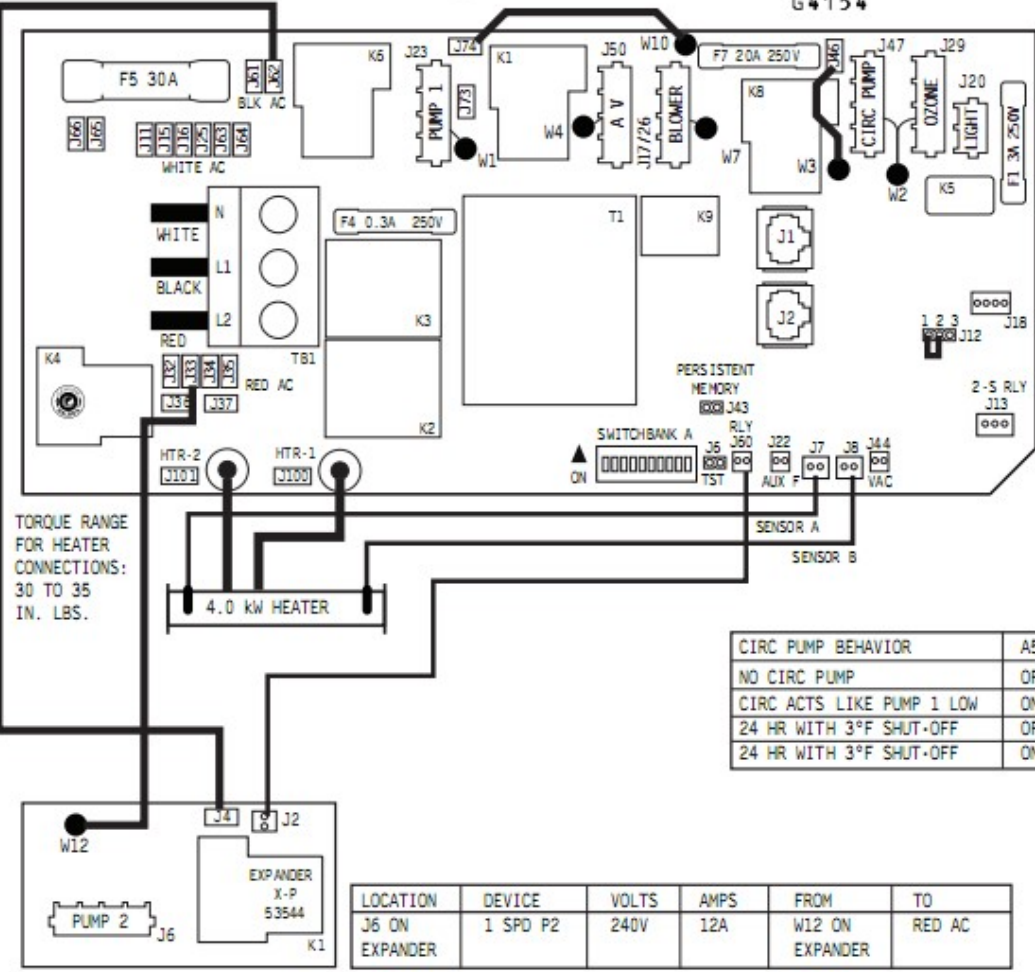 G4154
F5 30A
J61
J62
BLK AC
K6
J23
J74
J73
PUMP 1
W1
K1
W4
J50
A V
W10
J17/26
BLOWER
W7
F7 20A 250V
J46
K8
W3
J47
CIRC PUMP
J29
OZONE
W2
J20
LIGHT
F1 3A 250V
K5
J66
J65
J11
J15
J16
J25
J63
J64
WHITE AC
N
WHITE
L1
BLACK
L2
RED
TB1
F4 0.3A 250V
K3
K2
T1
K9
J1
J2
J18
1 2 3
J12
K4
J32
J33
J34
J35
RED AC
J36
J37
PERSISTENT
MEMORY
J43
2-S RLY
J13
HTR-2
J101
HTR-1
J100
SWITCHBANK A
ON
J6
TST
RLY
J60
J22
AUX F
J7
J8
J44
VAC
TORQUE RANGE
FOR HEATER
CONNECTIONS:
30 TO 35
IN. LBS.
SENSOR A
SENSOR B
4.0 kW HEATER
CIRC PUMP BEHAVIOR
NO CIRC PUMP
CIRC ACTS LIKE PUMP 1 LOW
24 HR WITH 3°F SHUT-OFF
24 HR WITH 3°F SHUT-OFF
W12
J4
J2
EXPANDER
X-P
53544
K1
PUMP 2
J6
LOCATION DEVICE VOLTS AMPS FROM TO
J6 ON 1 SPD P2 240V 12A W12 ON RED AC
EXPANDER EXPANDER